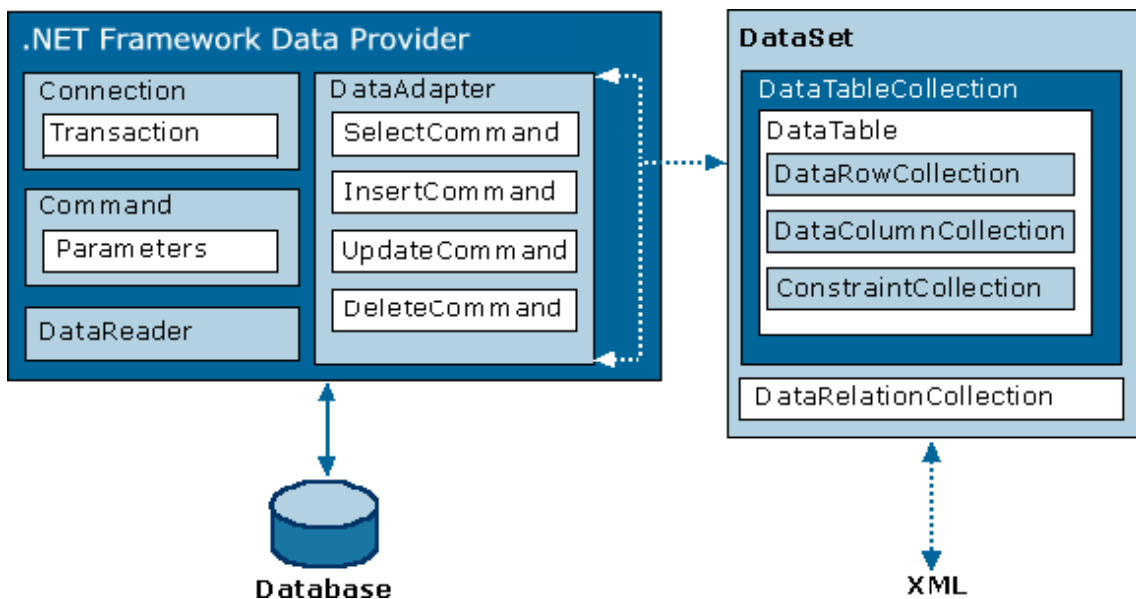 .NET Framework Data Provider
Connection
Transaction
Command
Parameters
DataReader
DataAdapter
SelectCommand
InsertCommand
UpdateCommand
DeleteCommand
Database
DataSet
DataTableCollection
DataTable
DataRowCollection
DataColumnCollection
ConstraintCollection
DataRelationCollection
XML